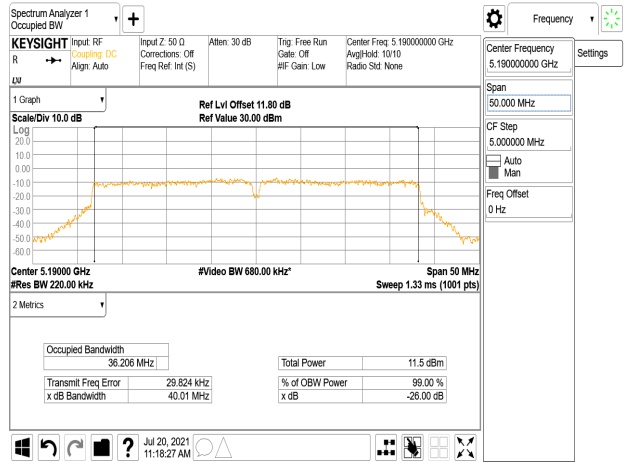 Spectrum Analyzer 1
Occupied BW
Frequency
Settings
KEYSIGHT
R
LXI
Input: RF
Coupling: DC
Align: Auto
Input Z: 50 Ω
Corrections: Off
Freq Ref: Int (S)
Atten: 30 dB
Trig: Free Run
Gate: Off
#IF Gain: Low
Center Freq: 5.190000000 GHz
Avg|Hold: 10/10
Radio Std: None
Center Frequency
5.190000000 GHz
Span
50.000 MHz
CF Step
5.000000 MHz
Auto
Man
Freq Offset
0 Hz
1 Graph
Scale/Div 10.0 dB
Ref Lvl Offset 11.80 dB
Ref Value 30.00 dBm
Log
20.0
10.0
0.00
-10.0
-20.0
-30.0
-40.0
-50.0
-60.0
Center 5.19000 GHz
#Res BW 220.00 kHz
#Video BW 680.00 kHz*
Span 50 MHz
Sweep 1.33 ms (1001 pts)
2 Metrics
Occupied Bandwidth
36.206 MHz
Transmit Freq Error 29.824 kHz
x dB Bandwidth 40.01 MHz
Total Power 11.5 dBm
% of OBW Power 99.00 %
x dB -26.00 dB
?
Jul 20, 2021
11:18:27 AM